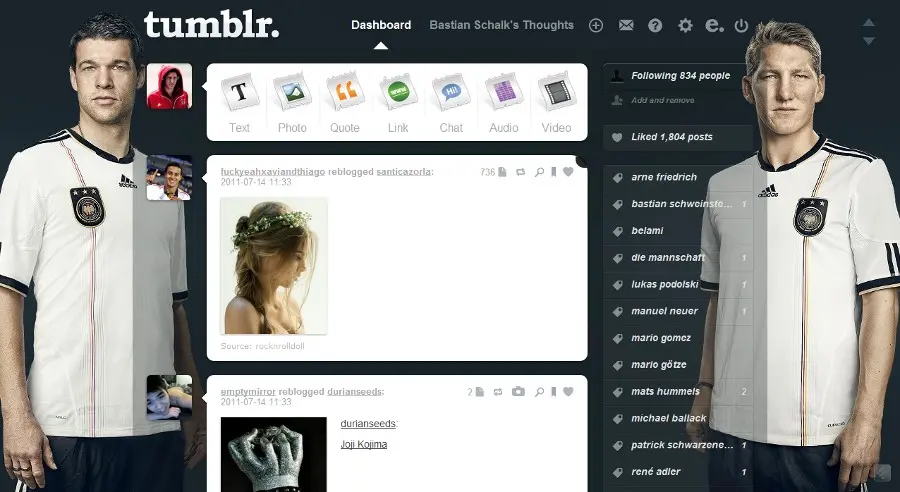 tumblr.
Dashboard
Bastian Schalk's Thoughts
Text
Photo
Quote
Link
Chat
Audio
Video
fuckyeahxaviandthiago reblogged santicazorla:
736
2011-07-14 11:33
Source: rocknrolldoll
emptymirror reblogged durianseeds:
2
2011-07-14 11:33
durianseeds:
Joji Kojima
Following 834 people
Add and remove
Liked 1,804 posts
arne friedrich
bastian schweinste... 1
belami
die mannschaft 1
lukas podolski 1
manuel neuer 1
mario gomez
mario götze
mats hummels 2
michael ballack
patrick schwarzene... 1
rené adler 1
adidas
adidas